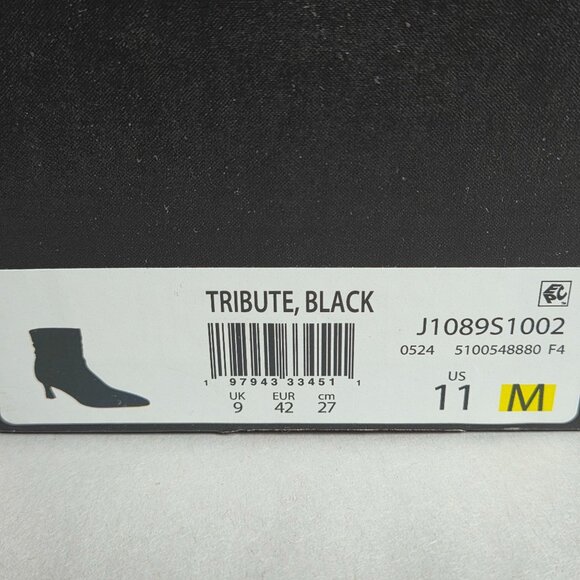 TRIBUTE, BLACK
J1089S1002
0524 5100548880 F4
1 97943 33451 1
UK EUR cm
9 42 27
US
11 M